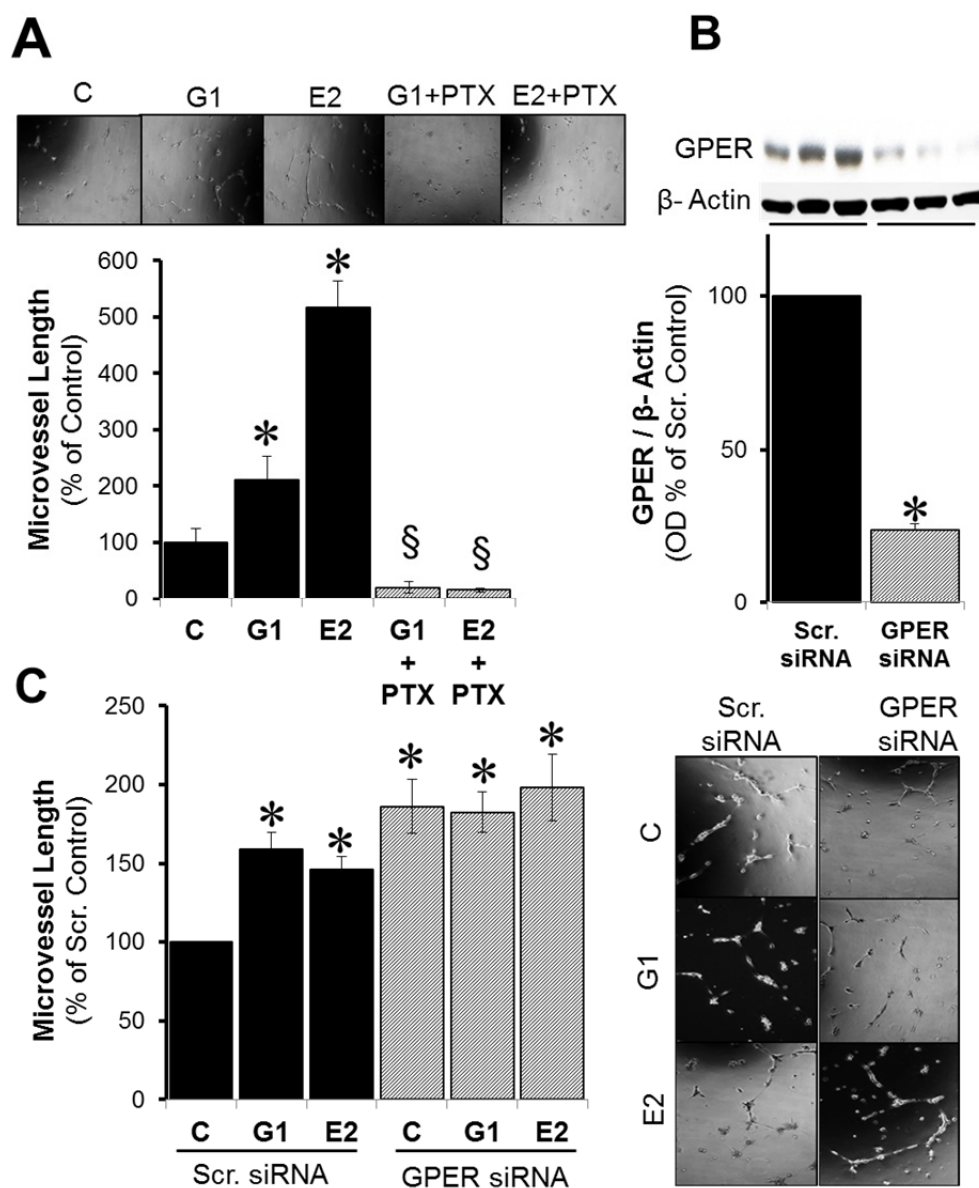 A
C G1 E2 G1+PTX E2+PTX
Microvessel Length
(% of Control)
600
500
400
300
200
100
0
* * § §
C G1 E2 G1 E2
+ +
PTX PTX
B
GPER
β- Actin
GPER / β- Actin
(OD % of Scr. Control)
100
50
0
*
Scr. GPER
siRNA siRNA
C
Microvessel Length
(% of Scr. Control)
250
200
150
100
50
0
* * * * *
C G1 E2 C G1 E2
Scr. siRNA GPER siRNA
Scr. GPER
siRNA siRNA
C
G1
E2